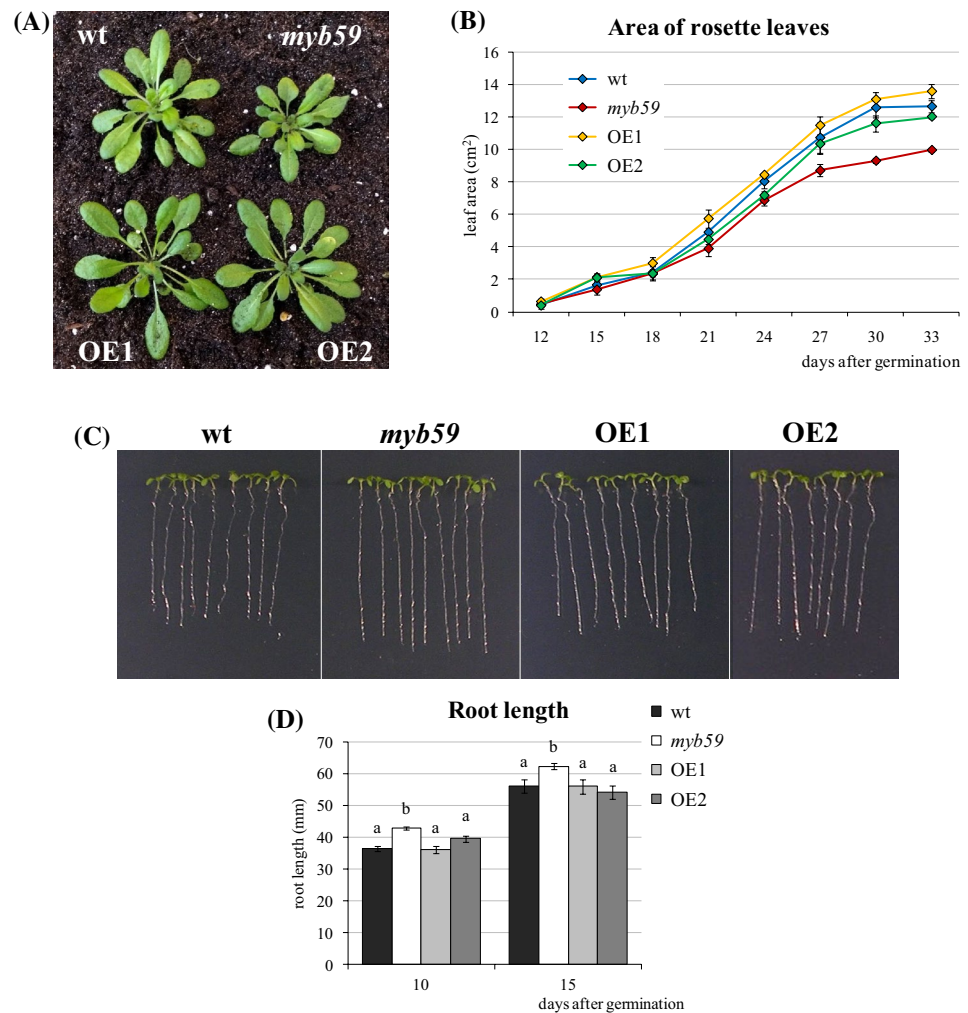 (A)
wt
myb59
OE1
OE2
(B)
Area of rosette leaves
16
14
12
10
8
6
4
2
0
leaf area (cm²)
wt
myb59
OE1
OE2
12 15 18 21 24 27 30 33
days after germination
(C)
wt
myb59
OE1
OE2
(D)
Root length
70
60
50
40
30
20
10
0
root length (mm)
a b a a
a b a a
10 15
days after germination
wt
myb59
OE1
OE2